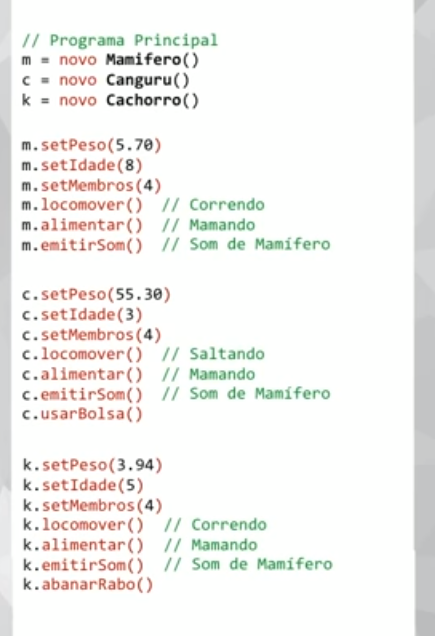 // Programa Principal
m = novo Mamifero()
c = novo Canguru()
k = novo Cachorro()
m.setPeso(5.70)
m.setIdade(8)
m.setMembros(4)
m.locomover() // Correndo
m.alimentar() // Mamando
m.emitirSom() // Som de Mamífero
c.setPeso(55.30)
c.setIdade(3)
c.setMembros(4)
c.locomover() // Saltando
c.alimentar() // Mamando
c.emitirSom() // Som de Mamífero
c.usarBolsa()
k.setPeso(3.94)
k.setIdade(5)
k.setMembros(4)
k.locomover() // Correndo
k.alimentar() // Mamando
k.emitirSom() // Som de Mamífero
k.abanarRabo()